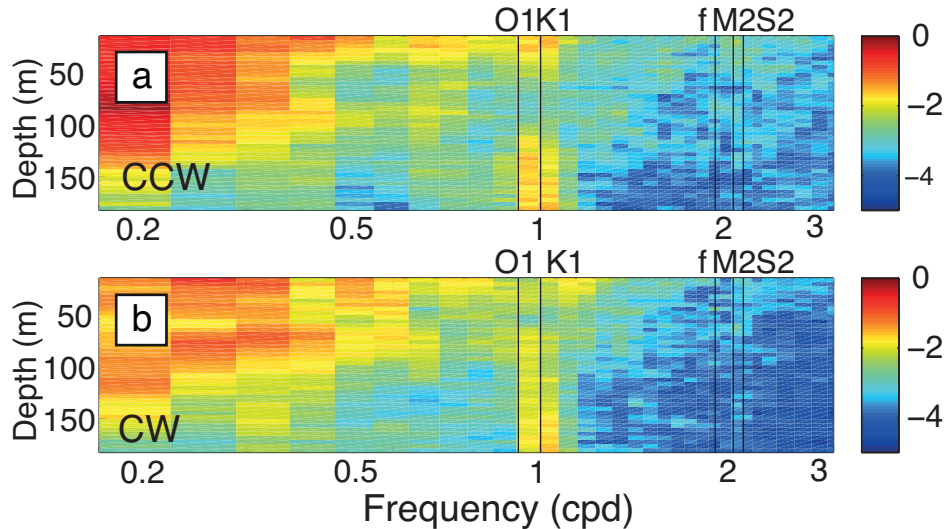 O1K1 f M2S2
a
CCW
Depth (m)
50
100
150
0
−2
−4
0.2 0.5 1 2 3
O1 K1 f M2S2
b
CW
Depth (m)
50
100
150
0
−2
−4
0.2 0.5 1 2 3
Frequency (cpd)